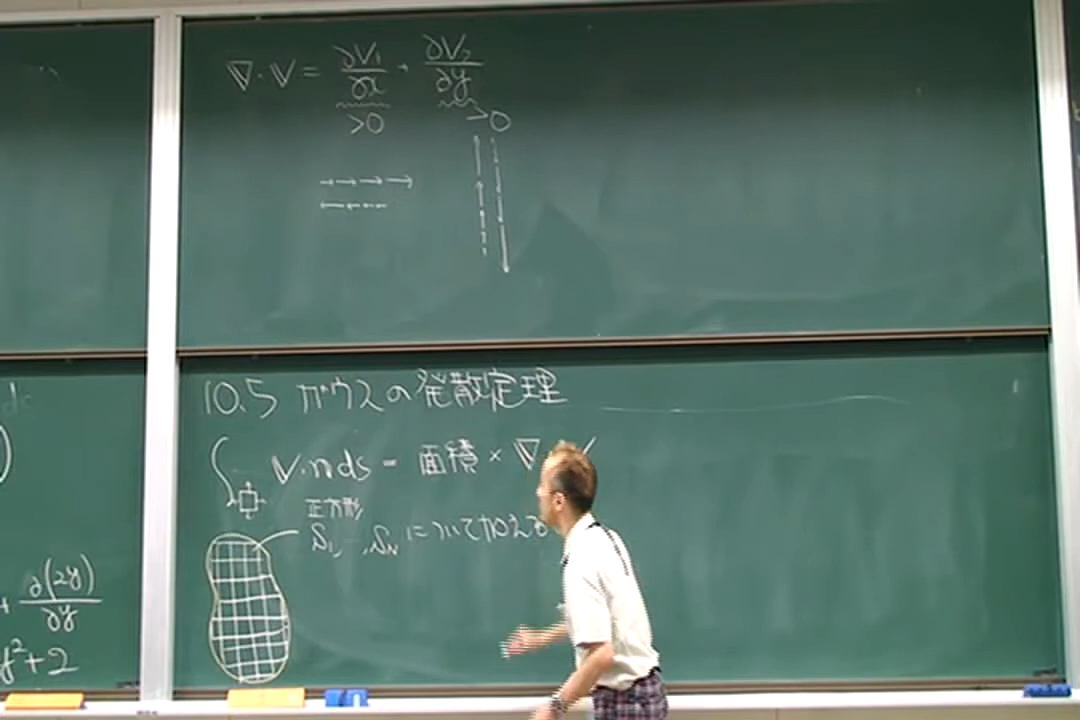 ∇・V = ∂V₁/∂x + ∂V₂/∂y
>0 >0
10.5 ガウスの発散定理
∫ V・n ds = 面積 × ∇
正方形
S₁, …, S_N について加える
+ ∂(2y)/∂y
y²+2